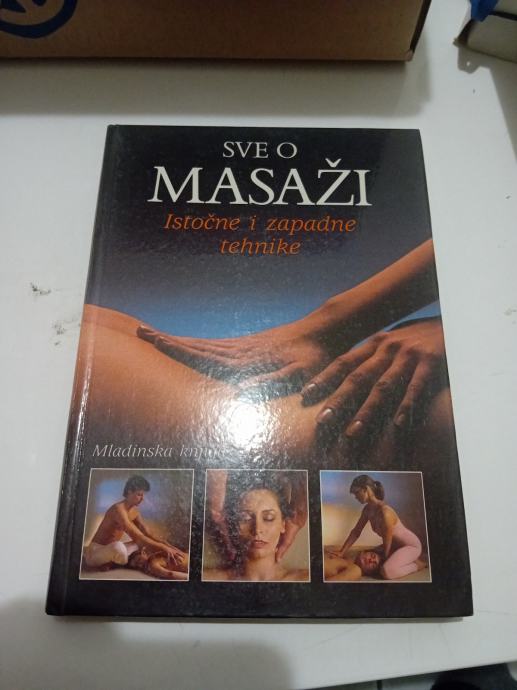 SVE O
MASAŽI
Istočne i zapadne
tehnike
Mladinska knjiga